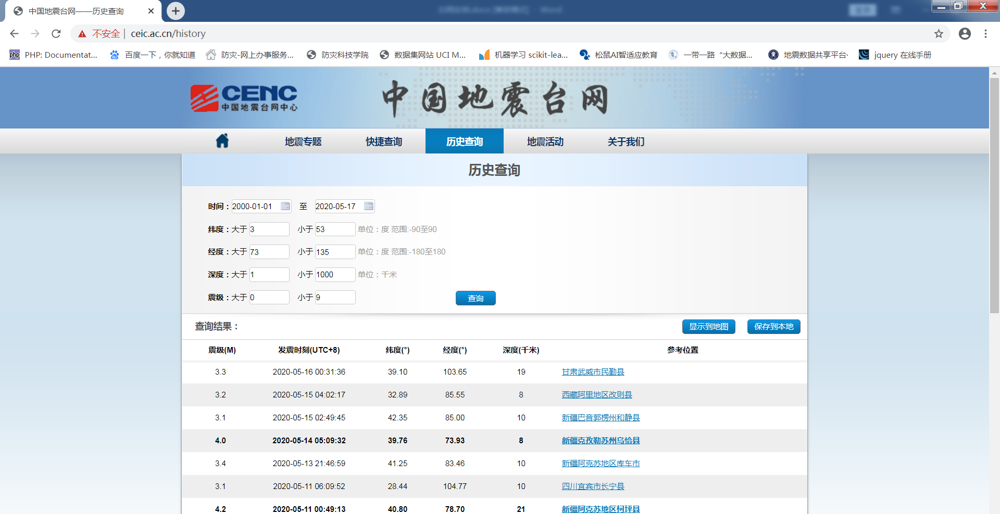 中国地震台网——历史查询
不安全 ceic.ac.cn/history
PHP: Documentat... 百度一下，你就知道 防灾-网上办事服务... 防灾科技学院 数据集网站 UCI M... 机器学习 scikit-lea... 松鼠AI智适应教育 一带一路“大数据... 地震数据共享平台· jquery 在线手册
CENC
中国地震台网中心
中国地震台网
地震专题 快捷查询 历史查询 地震活动 关于我们
历史查询
时间：2000-01-01 至 2020-05-17
纬度：大于 3 小于 53 单位：度 范围:-90至90
经度：大于 73 小于 135 单位：度 范围:-180至180
深度：大于 1 小于 1000 单位：千米
震级：大于 0 小于 9 查询
查询结果： 显示到地图 保存到本地
震级(M) 发震时刻(UTC+8) 纬度(°) 经度(°) 深度(千米) 参考位置
3.3 2020-05-16 00:31:36 39.10 103.65 19 甘肃武威市民勤县
3.2 2020-05-15 04:02:17 32.89 85.55 8 西藏阿里地区改则县
3.1 2020-05-15 02:49:45 42.35 85.00 10 新疆巴音郭楞州和静县
4.0 2020-05-14 05:09:32 39.76 73.93 8 新疆克孜勒苏州乌恰县
3.4 2020-05-13 21:46:59 41.25 83.46 10 新疆阿克苏地区库车市
3.1 2020-05-11 06:09:52 28.44 104.77 10 四川宜宾市长宁县
4.2 2020-05-11 00:49:13 40.80 78.70 21 新疆阿克苏地区柯坪县